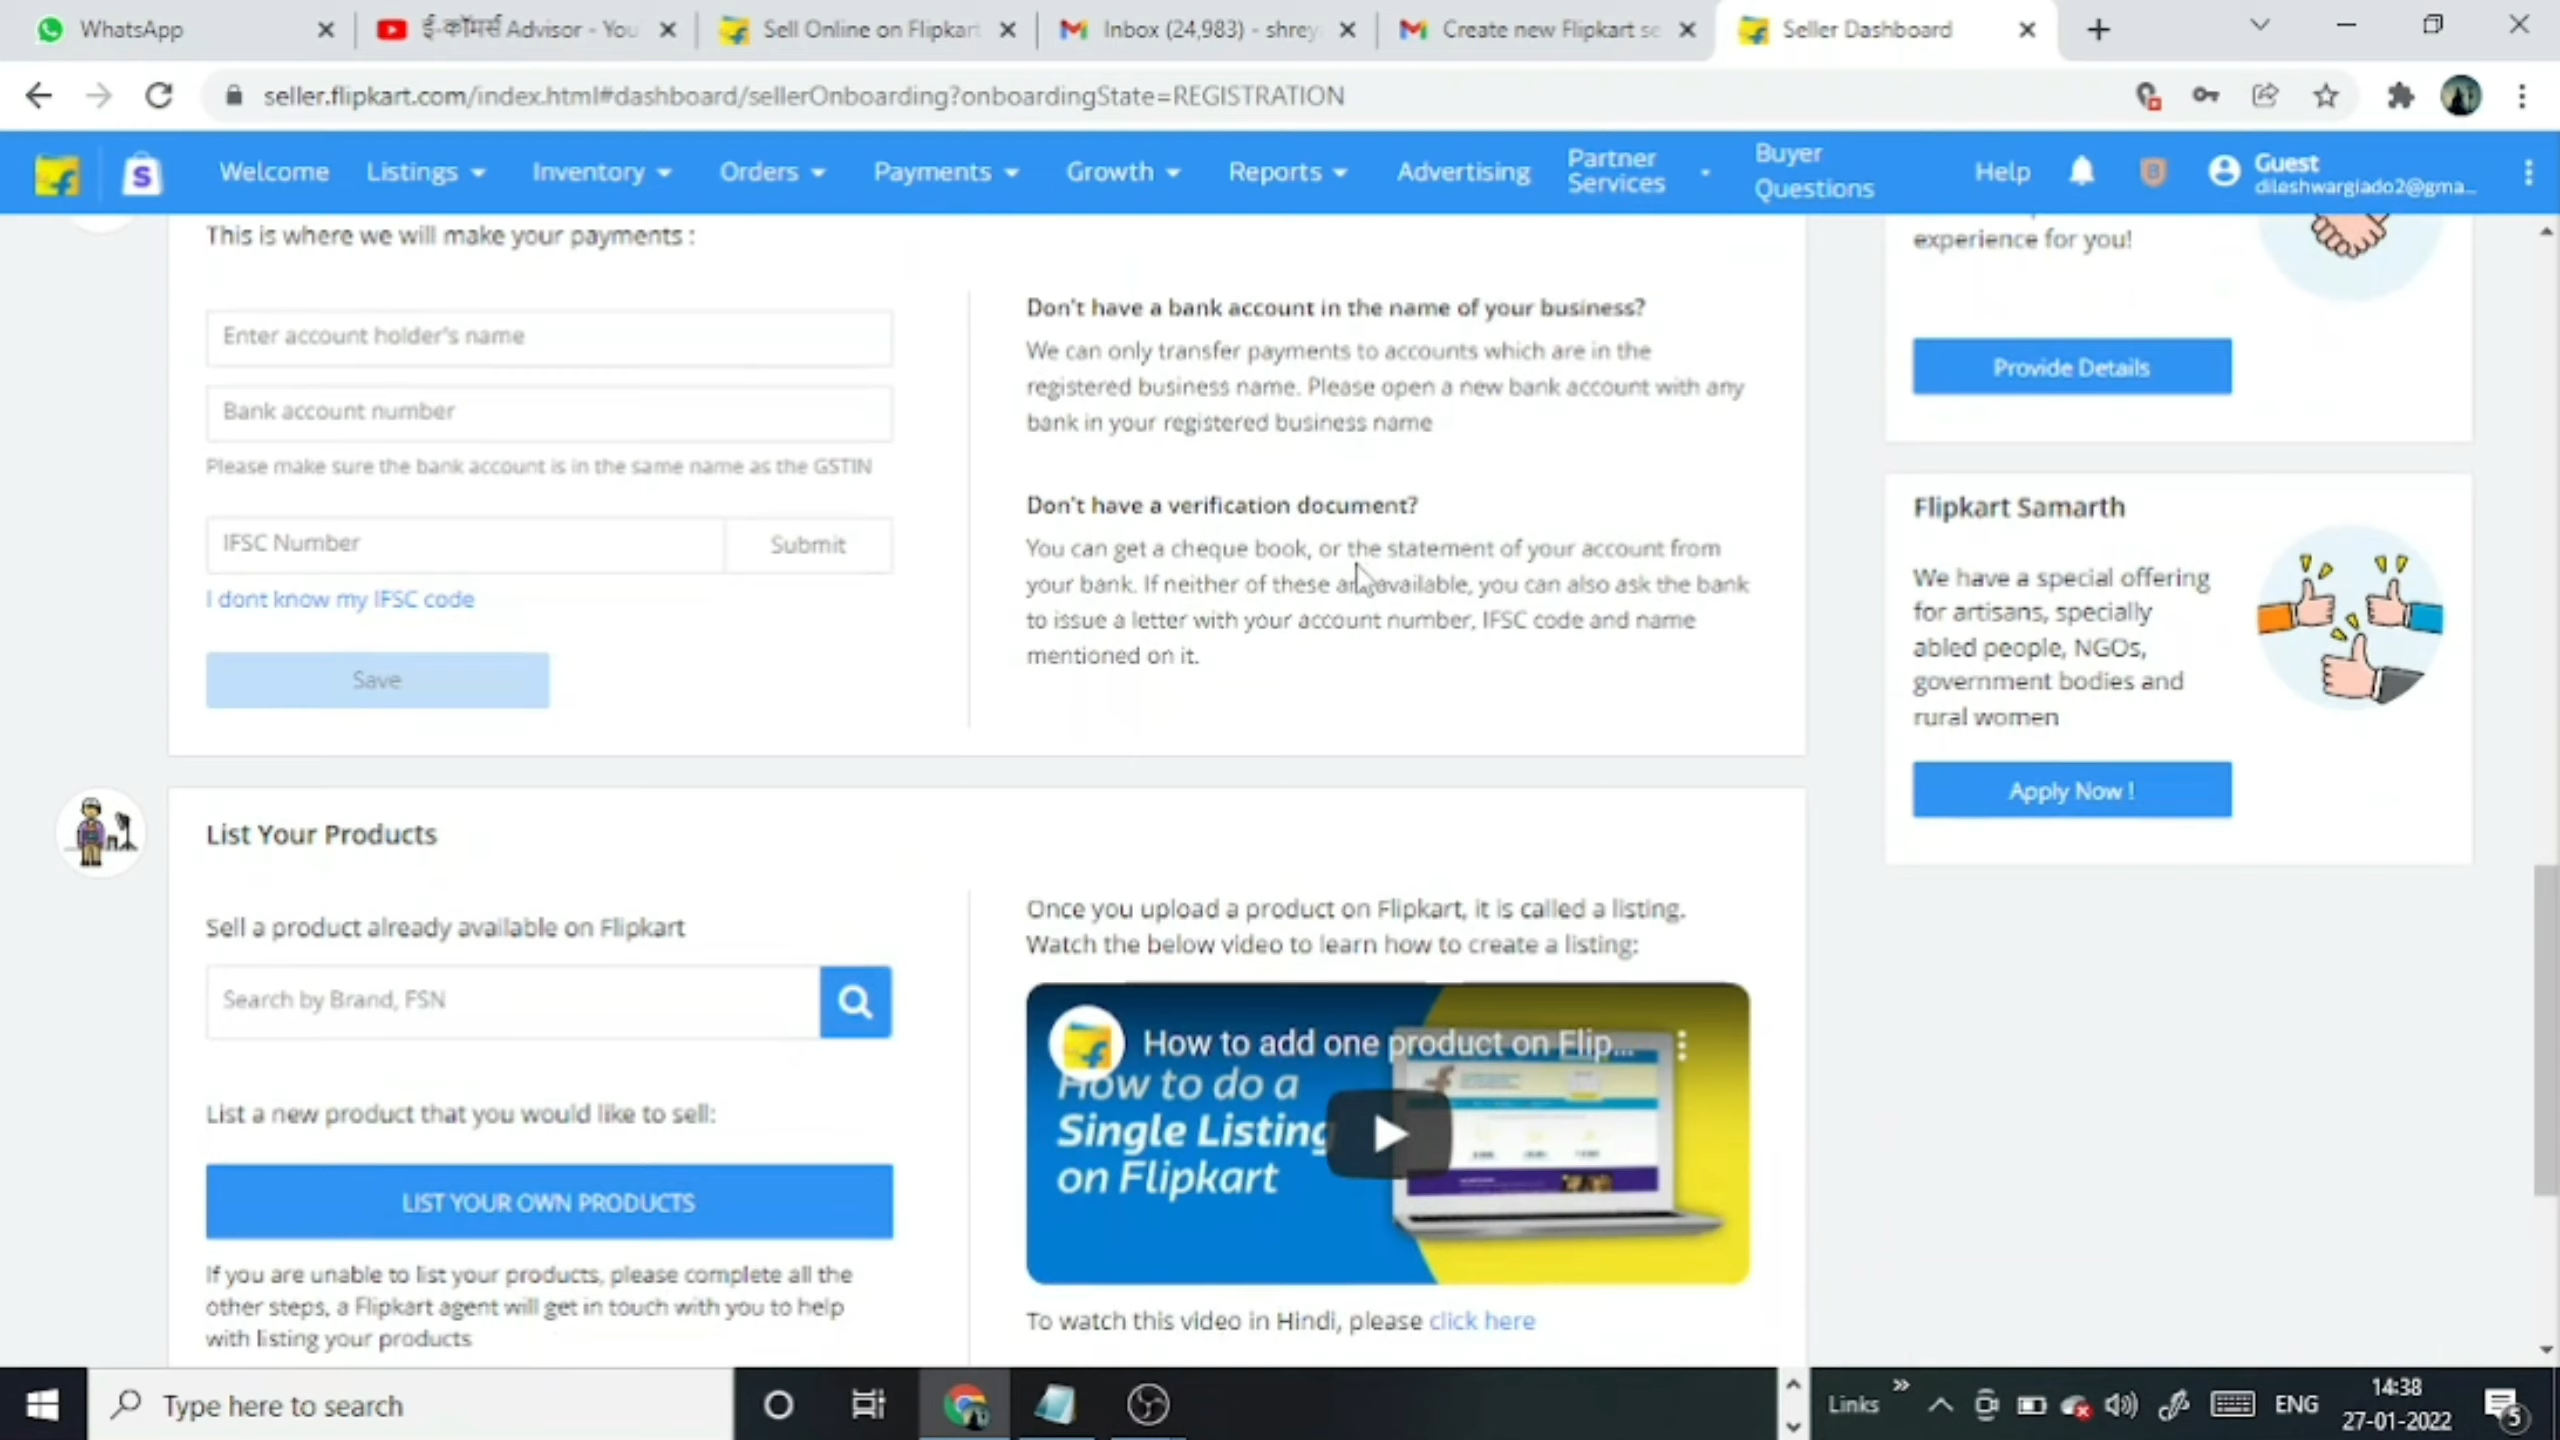 WhatsApp
ई-कॉमर्स Advisor - You
Sell Online on Flipkart
Inbox (24,983) - shrey
Create new Flipkart se
Seller Dashboard
seller.flipkart.com/index.html#dashboard/sellerOnboarding?onboardingState=REGISTRATION
S
Welcome
Listings
Inventory
Orders
Payments
Growth
Reports
Advertising
Partner
Services
Buyer
Questions
Help
Guest
dileshwargiado2@gma...
This is where we will make your payments :
Enter account holder's name
Bank account number
Please make sure the bank account is in the same name as the GSTIN
IFSC Number
Submit
I dont know my IFSC code
Save
Don't have a bank account in the name of your business?
We can only transfer payments to accounts which are in the
registered business name. Please open a new bank account with any
bank in your registered business name
Don't have a verification document?
You can get a cheque book, or the statement of your account from
your bank. If neither of these are available, you can also ask the bank
to issue a letter with your account number, IFSC code and name
mentioned on it.
experience for you!
Provide Details
Flipkart Samarth
We have a special offering
for artisans, specially
abled people, NGOs,
government bodies and
rural women
Apply Now !
List Your Products
Sell a product already available on Flipkart
Search by Brand, FSN
List a new product that you would like to sell:
LIST YOUR OWN PRODUCTS
If you are unable to list your products, please complete all the
other steps, a Flipkart agent will get in touch with you to help
with listing your products
Once you upload a product on Flipkart, it is called a listing.
Watch the below video to learn how to create a listing:
How to add one product on Flip...
How to do a
Single Listing
on Flipkart
To watch this video in Hindi, please click here
Type here to search
Links
ENG
14:38
27-01-2022
5